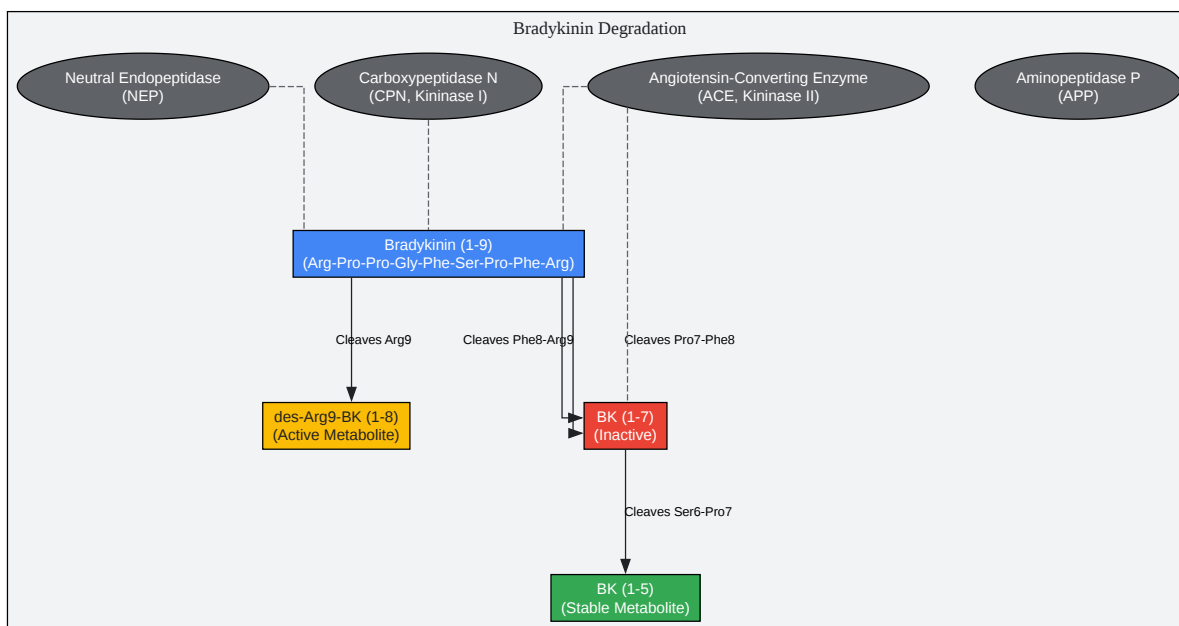 Bradykinin Degradation
Neutral Endopeptidase
(NEP)
Carboxypeptidase N
(CPN, Kininase I)
Angiotensin-Converting Enzyme
(ACE, Kininase II)
Aminopeptidase P
(APP)
Bradykinin (1-9)
(Arg-Pro-Pro-Gly-Phe-Ser-Pro-Phe-Arg)
Cleaves Arg9
Cleaves Phe8-Arg9
Cleaves Pro7-Phe8
des-Arg9-BK (1-8)
(Active Metabolite)
BK (1-7)
(Inactive)
Cleaves Ser6-Pro7
BK (1-5)
(Stable Metabolite)